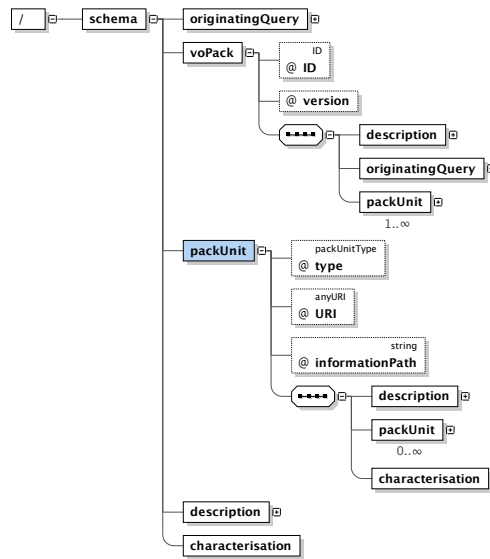 /
schema
originatingQuery
voPack
ID
@ ID
@ version
description
originatingQuery
packUnit
1..∞
packUnit
packUnitType
@ type
anyURI
@ URI
string
@ informationPath
description
packUnit
0..∞
characterisation
description
characterisation